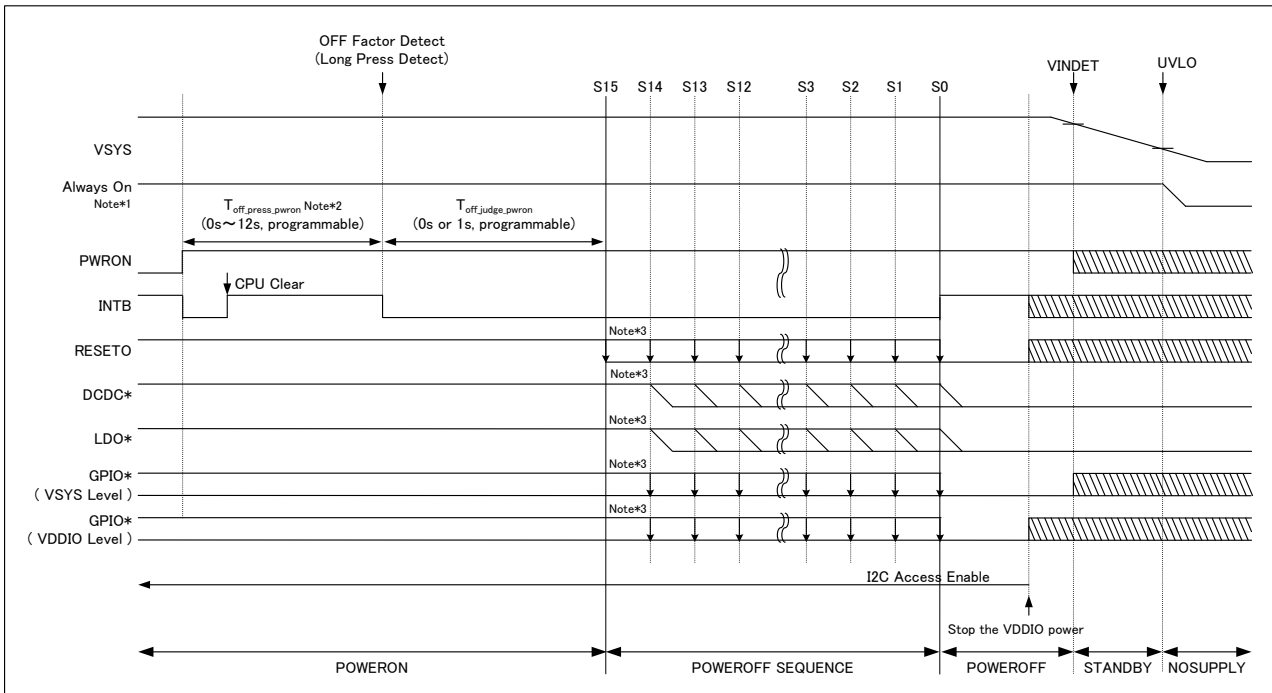 OFF Factor Detect
(Long Press Detect)
VINDET
UVLO
S15 S14 S13 S12 S3 S2 S1 S0
VSYS
Always On
Note*1
Toff_press_pwron Note*2
(0s～12s, programmable)
Toff_judge_pwron
(0s or 1s, programmable)
PWRON
CPU Clear
INTB
Note*3
RESETO
Note*3
DCDC*
Note*3
LDO*
Note*3
GPIO*
( VSYS Level )
Note*3
GPIO*
( VDDIO Level )
I2C Access Enable
Stop the VDDIO power
POWERON POWEROFF SEQUENCE POWEROFF STANDBY NOSUPPLY